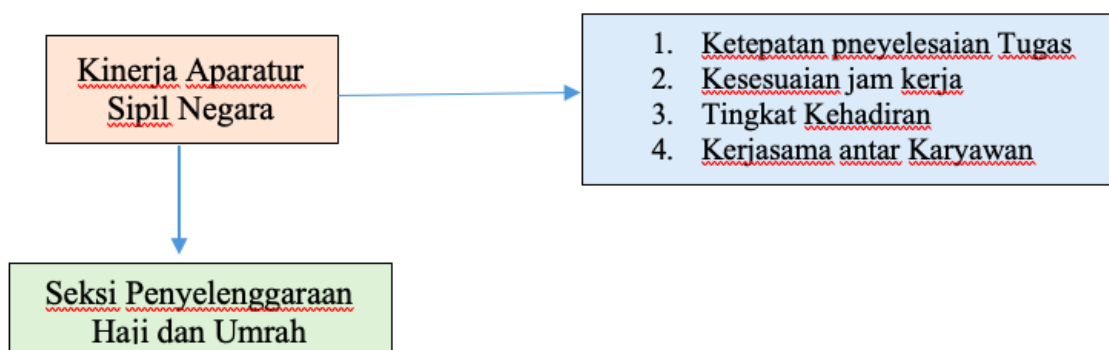 Kinerja Aparatur
Sipil Negara
1. Ketepatan pneyelesaian Tugas
2. Kesesuaian jam kerja
3. Tingkat Kehadiran
4. Kerjasama antar Karyawan
Seksi Penyelenggaraan
Haji dan Umrah